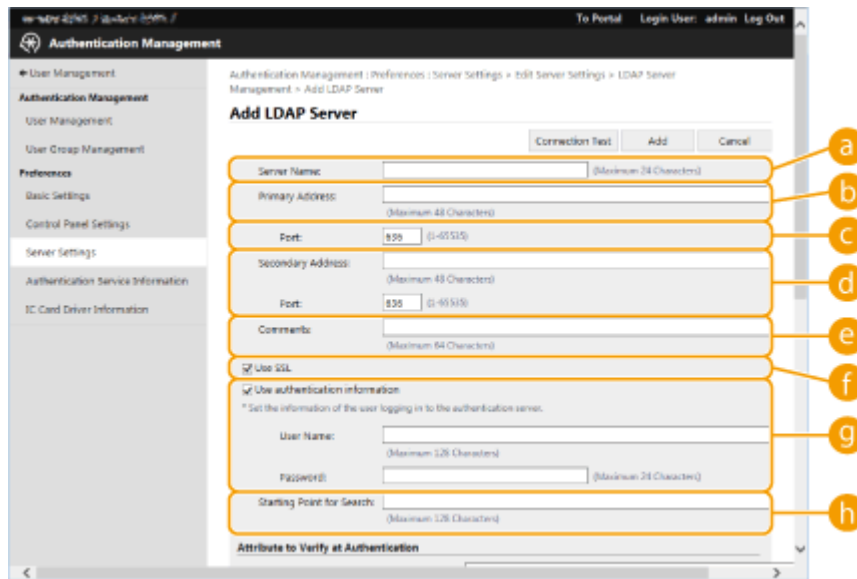 To Portal Login User: admin Log Out
Authentication Management
User Management
Authentication Management
User Management
User Group Management
Preferences
Basic Settings
Control Panel Settings
Server Settings
Authentication Service Information
IC Card Driver Information
Authentication Management : Preferences : Server Settings > Edit Server Settings > LDAP Server
Management > Add LDAP Server
Add LDAP Server
Connection Test Add Cancel
Server Name: (Maximum 24 Characters) a
Primary Address: b
(Maximum 48 Characters)
Port: 636 (1-65535) c
Secondary Address:
(Maximum 48 Characters) d
Port: 636 (1-65535)
Comments: e
(Maximum 64 Characters)
Use SSL f
Use authentication information
* Set the information of the user logging in to the authentication server.
User Name: g
(Maximum 128 Characters)
Password: (Maximum 24 Characters)
Starting Point for Search: h
(Maximum 128 Characters)
Attribute to Verify at Authentication